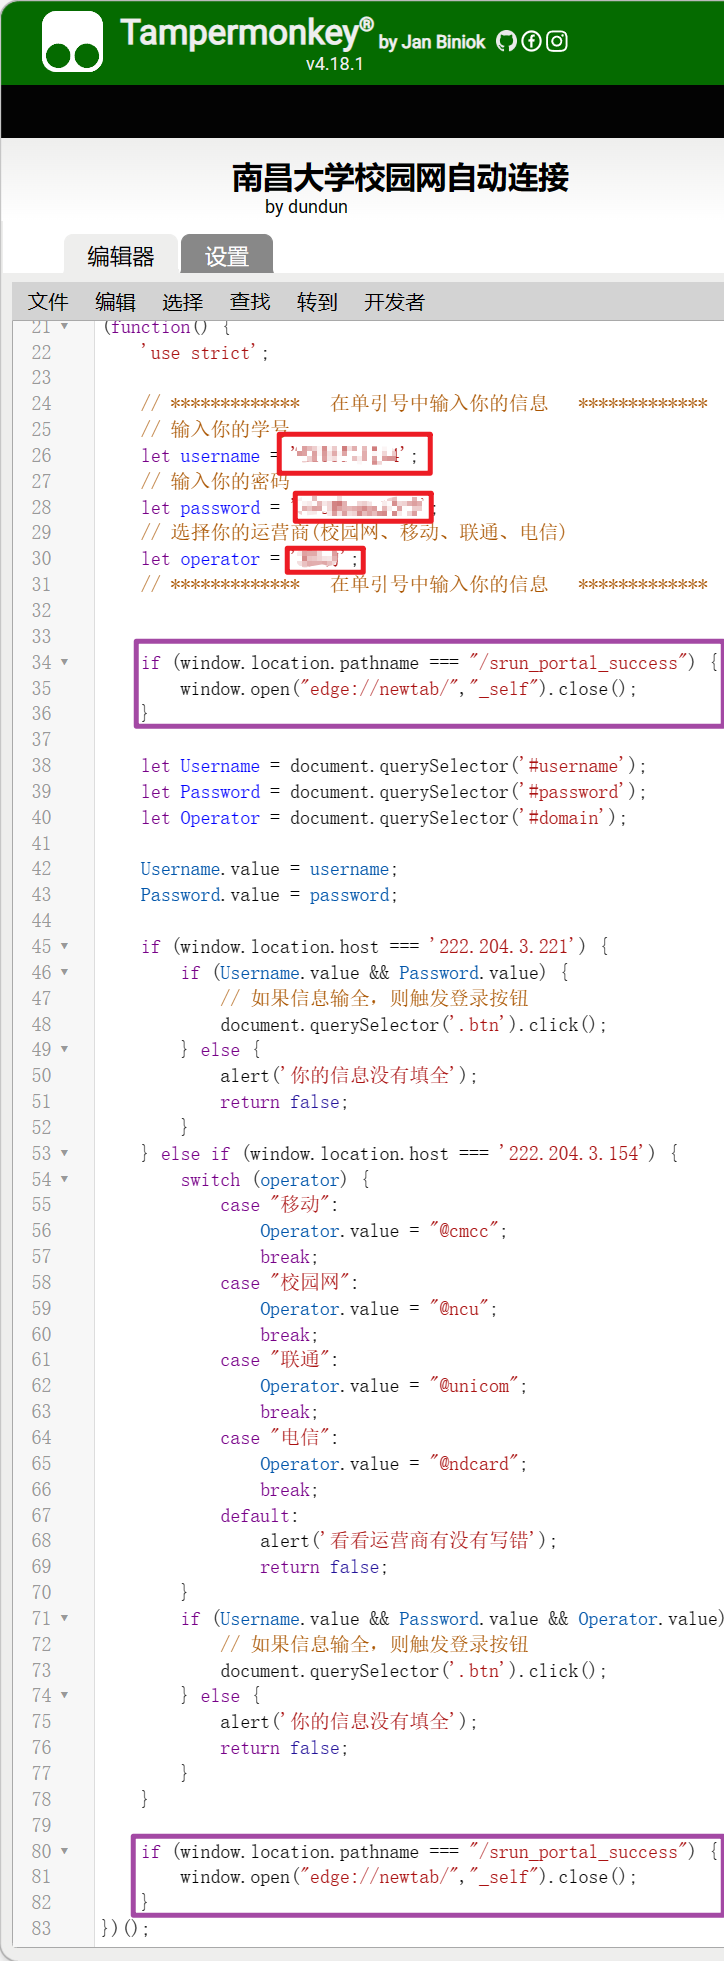 Tampermonkey® by Jan Biniok
v4.18.1
南昌大学校园网自动连接
by dundun
编辑器 设置
文件 编辑 选择 查找 转到 开发者
21 (function() {
22 'use strict';
23
24 // ************* 在单引号中输入你的信息 *************
25 // 输入你的学号
26 let username = ';
27 // 输入你的密码
28 let password = ;
29 // 选择你的运营商(校园网、移动、联通、电信)
30 let operator = ';
31 // ************* 在单引号中输入你的信息 *************
32
33
34 if (window.location.pathname === "/srun_portal_success") {
35 window.open("edge://newtab/","_self").close();
36 }
37
38 let Username = document.querySelector('#username');
39 let Password = document.querySelector('#password');
40 let Operator = document.querySelector('#domain');
41
42 Username.value = username;
43 Password.value = password;
44
45 if (window.location.host === '222.204.3.221') {
46 if (Username.value && Password.value) {
47 // 如果信息输全，则触发登录按钮
48 document.querySelector('.btn').click();
49 } else {
50 alert('你的信息没有填全');
51 return false;
52 }
53 } else if (window.location.host === '222.204.3.154') {
54 switch (operator) {
55 case "移动":
56 Operator.value = "@cmcc";
57 break;
58 case "校园网":
59 Operator.value = "@ncu";
60 break;
61 case "联通":
62 Operator.value = "@unicom";
63 break;
64 case "电信":
65 Operator.value = "@ndcard";
66 break;
67 default:
68 alert('看看运营商有没有写错');
69 return false;
70 }
71 if (Username.value && Password.value && Operator.value)
72 // 如果信息输全，则触发登录按钮
73 document.querySelector('.btn').click();
74 } else {
75 alert('你的信息没有填全');
76 return false;
77 }
78 }
79
80 if (window.location.pathname === "/srun_portal_success") {
81 window.open("edge://newtab/","_self").close();
82 }
83 })();